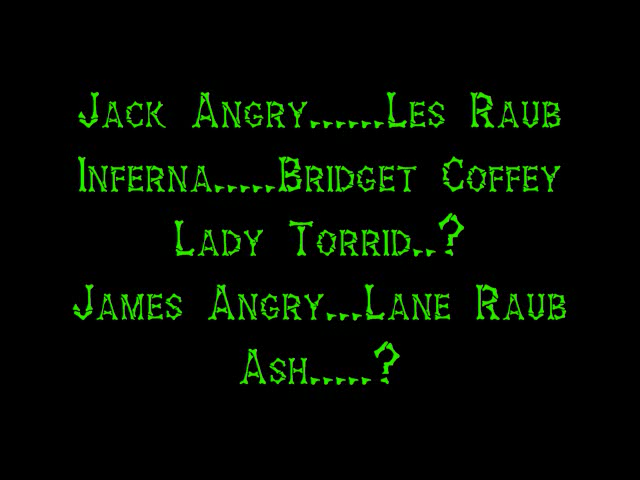 Jack Angry......Les Raub
Inferna.....Bridget Coffey
Lady Torrid..?
James Angry...Lane Raub
Ash.....?